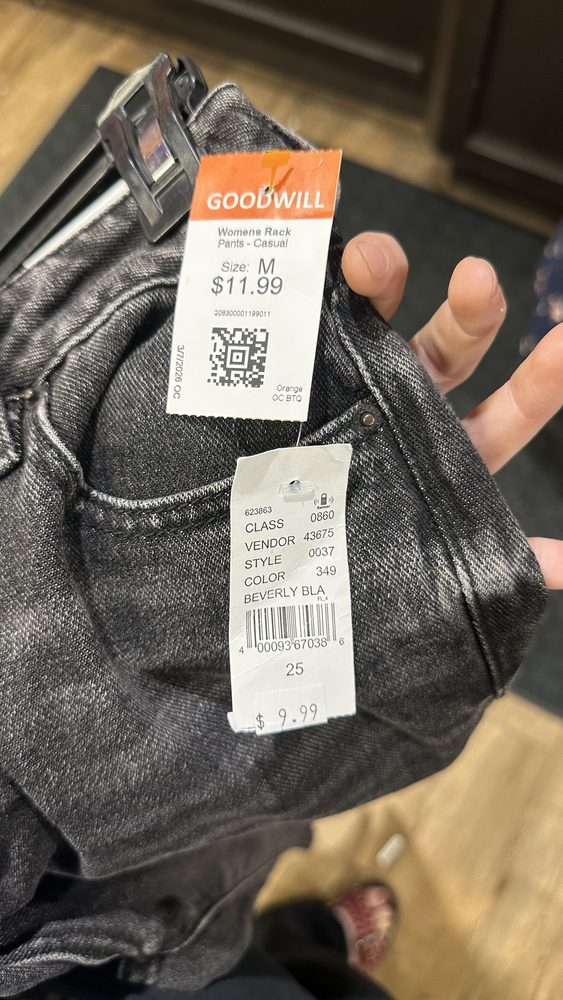 GOODWILL
Womens Rack
Pants - Casual
Size: M
$11.99
208300001199011
3/7/2026 OC
Orange
OC BTQ
623863
CLASS 0860
VENDOR 43675
STYLE 0037
COLOR 349
BEVERLY BLA
FL_4
4 00093 67038 6
25
$ 9.99